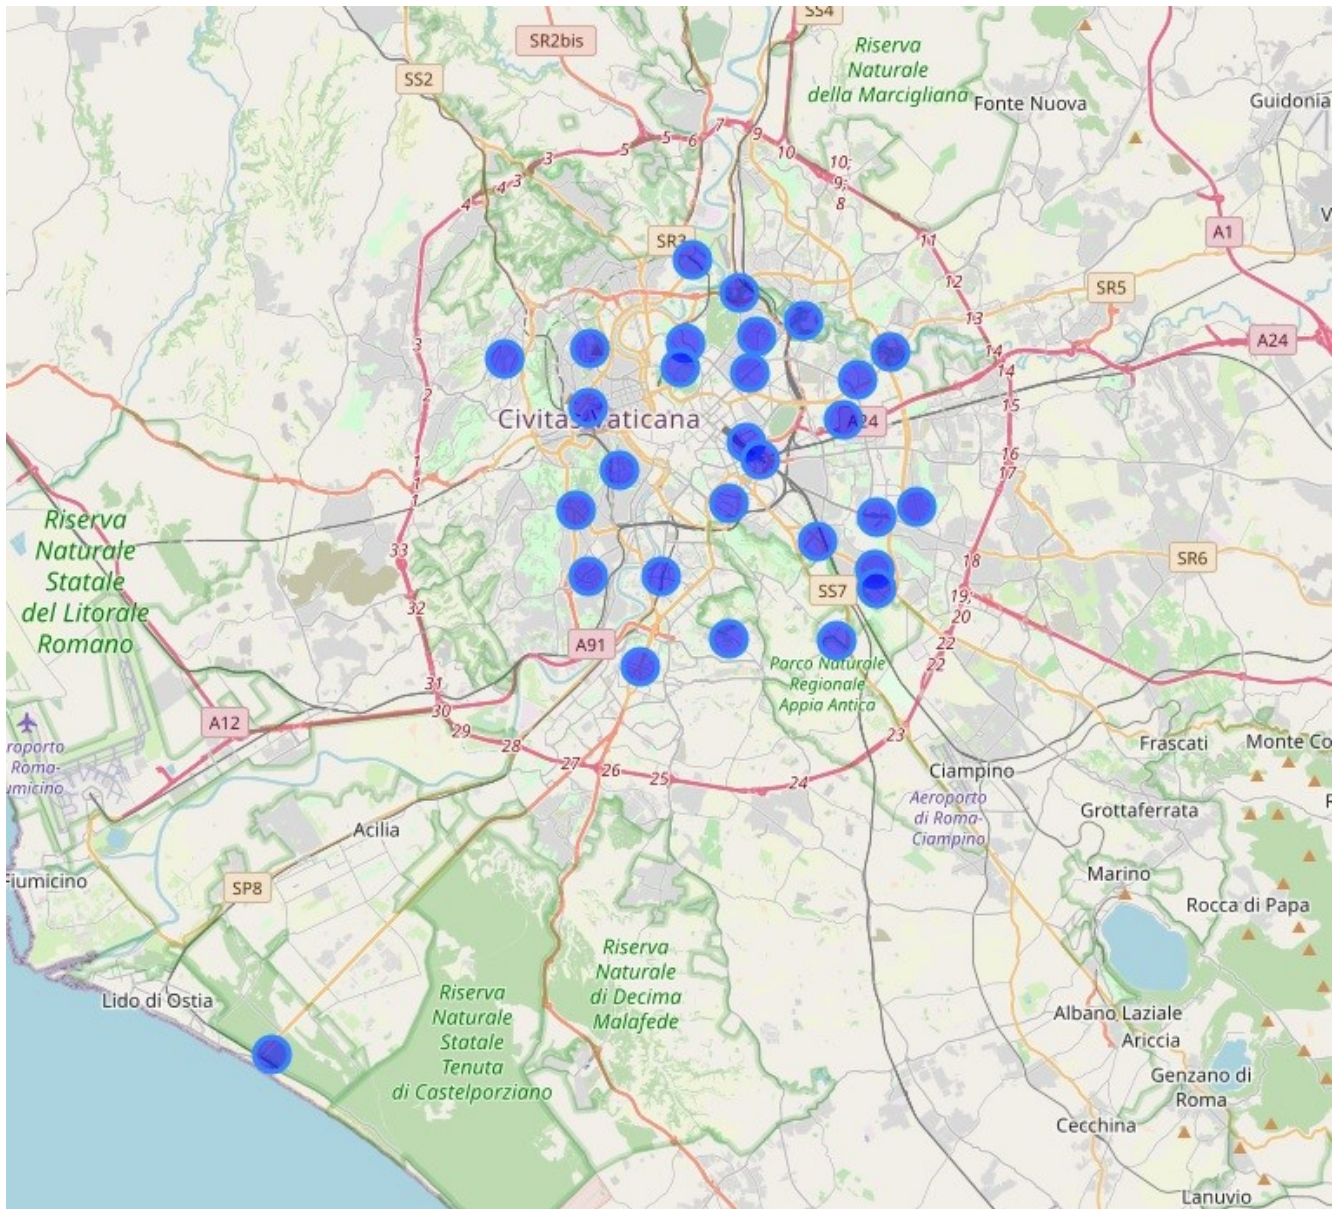 SS4
SR2bis
SS2
Riserva
Naturale
della Marcigliana
Fonte Nuova
Guidonia
7
5
6
9
5
10
3
10;
9;
8
3
4
4
SR3
11
A1
12
SR5
13
3
A24
14
14
2
15
Civitas Vaticana
A24
16
1
17
1
Riserva
Naturale
Statale
del Litorale
Romano
33
18
SR6
32
SS7
19;
20
22
A91
22
Parco Naturale
Regionale
Appia Antica
31
30
A12
29
28
23
27
26
25
24
Frascati
Ciampino
Aeroporto
di Roma-
Ciampino
Grottaferrata
Acilia
Fiumicino
SP8
Marino
Rocca di Papa
Riserva
Naturale
di Decima
Malafede
Lido di Ostia
Riserva
Naturale
Statale
Tenuta
di Castelporziano
Albano Laziale
Ariccia
Genzano di
Roma
Cecchina
Lanuvio